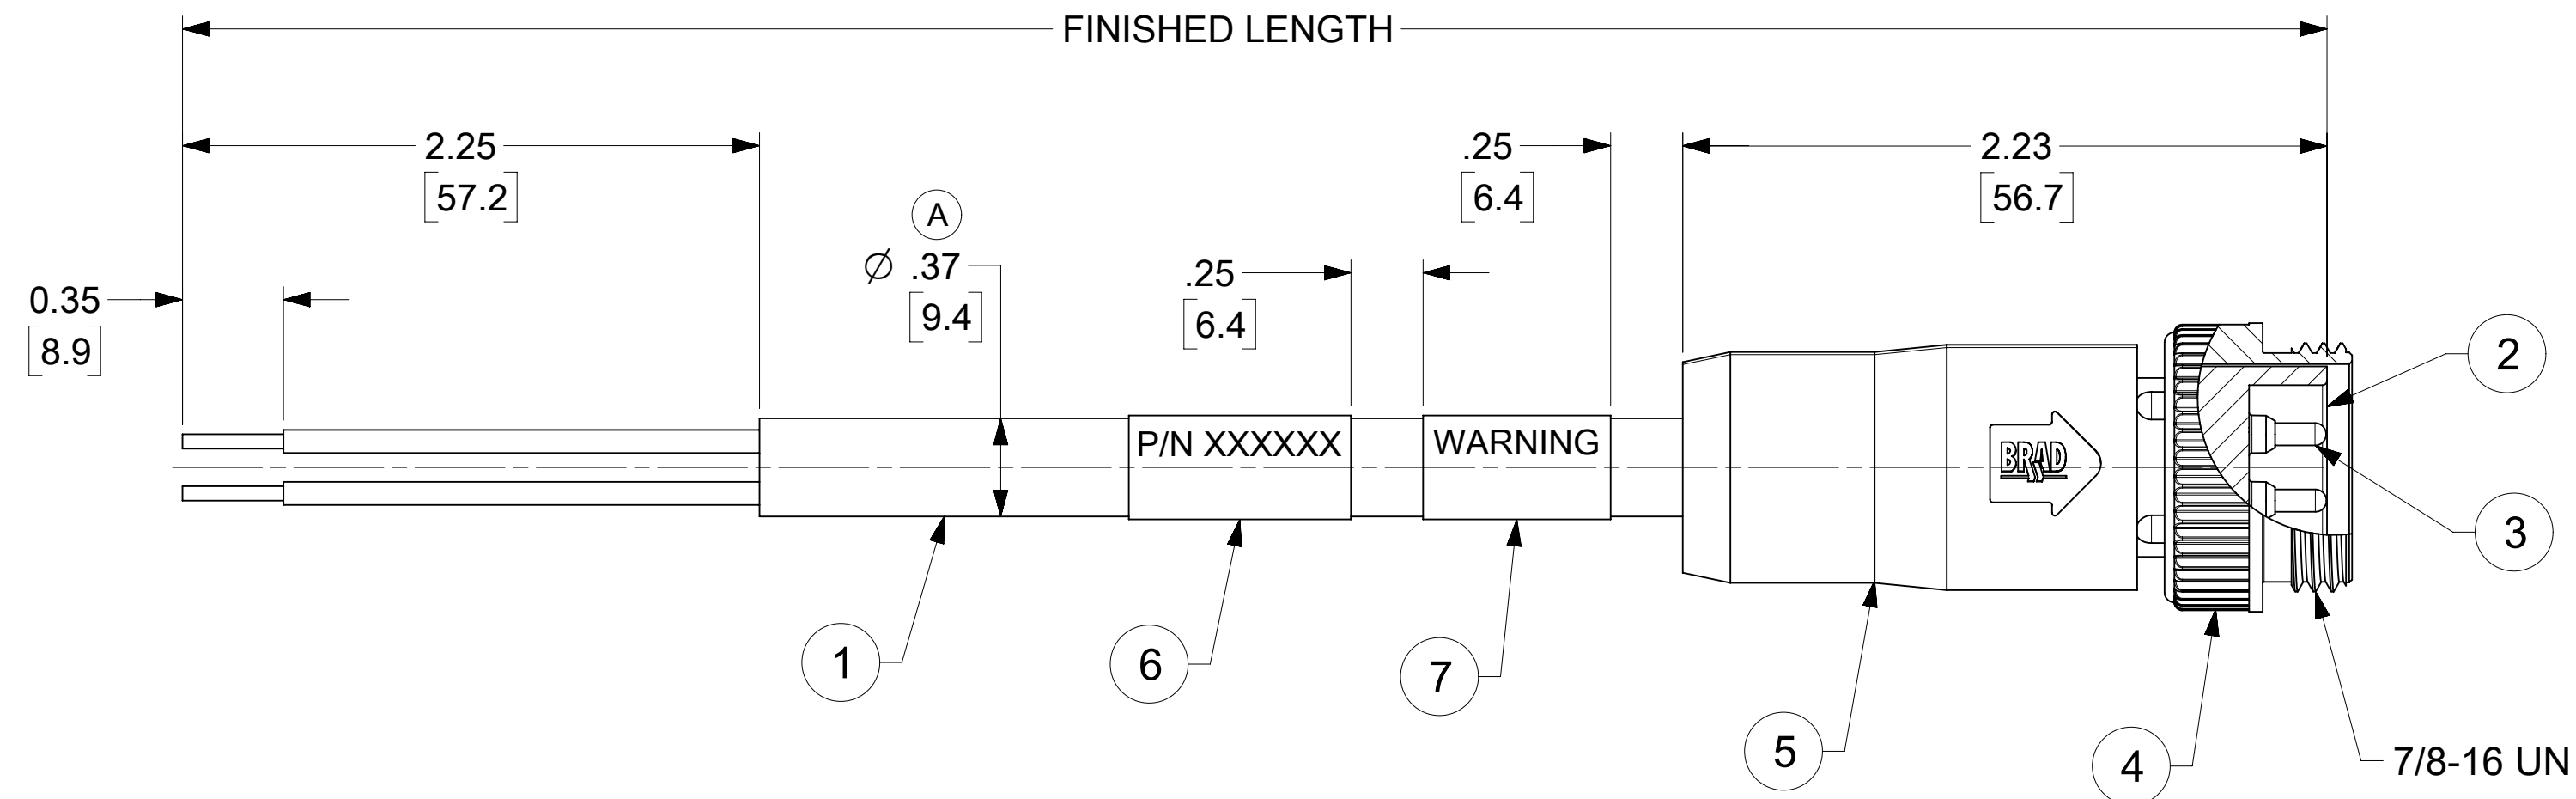 FINISHED LENGTH
2.25
[57.2]
.25
[6.4]
2.23
[56.7]
A
Ø .37
[9.4]
.25
[6.4]
0.35
[8.9]
2
P/N XXXXXX
WARNING
BRAD
3
1
6
7
5
4
7/8-16 UN